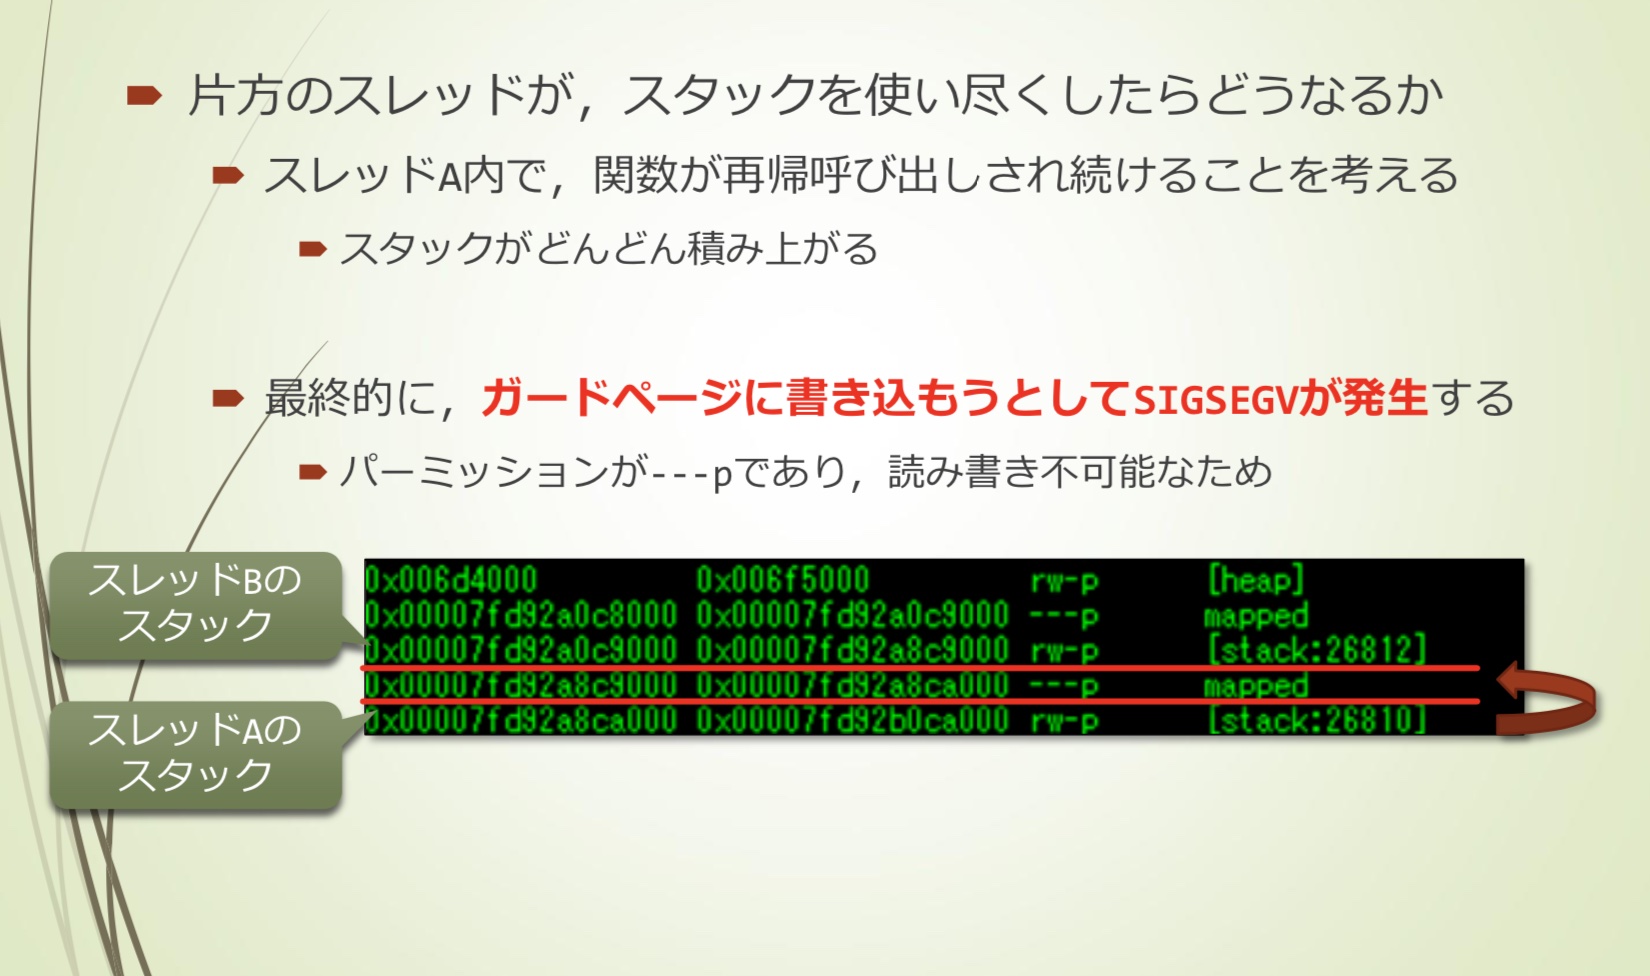 片方のスレッドが，スタックを使い尽くしたらどうなるか
スレッドA内で，関数が再帰呼び出しされ続けることを考える
スタックがどんどん積み上がる
最終的に，ガードページに書き込もうとしてSIGSEGVが発生する
パーミッションが---pであり，読み書き不可能なため
スレッドBの
スタック
0x006d4000 0x006f5000 rw-p [heap]
0x00007fd92a0c8000 0x00007fd92a0c9000 ---p mapped
0x00007fd92a0c9000 0x00007fd92a8c9000 rw-p [stack:26812]
0x00007fd92a8c9000 0x00007fd92a8ca000 ---p mapped
0x00007fd92a8ca000 0x00007fd92b0ca000 rw-p [stack:26810]
スレッドAの
スタック